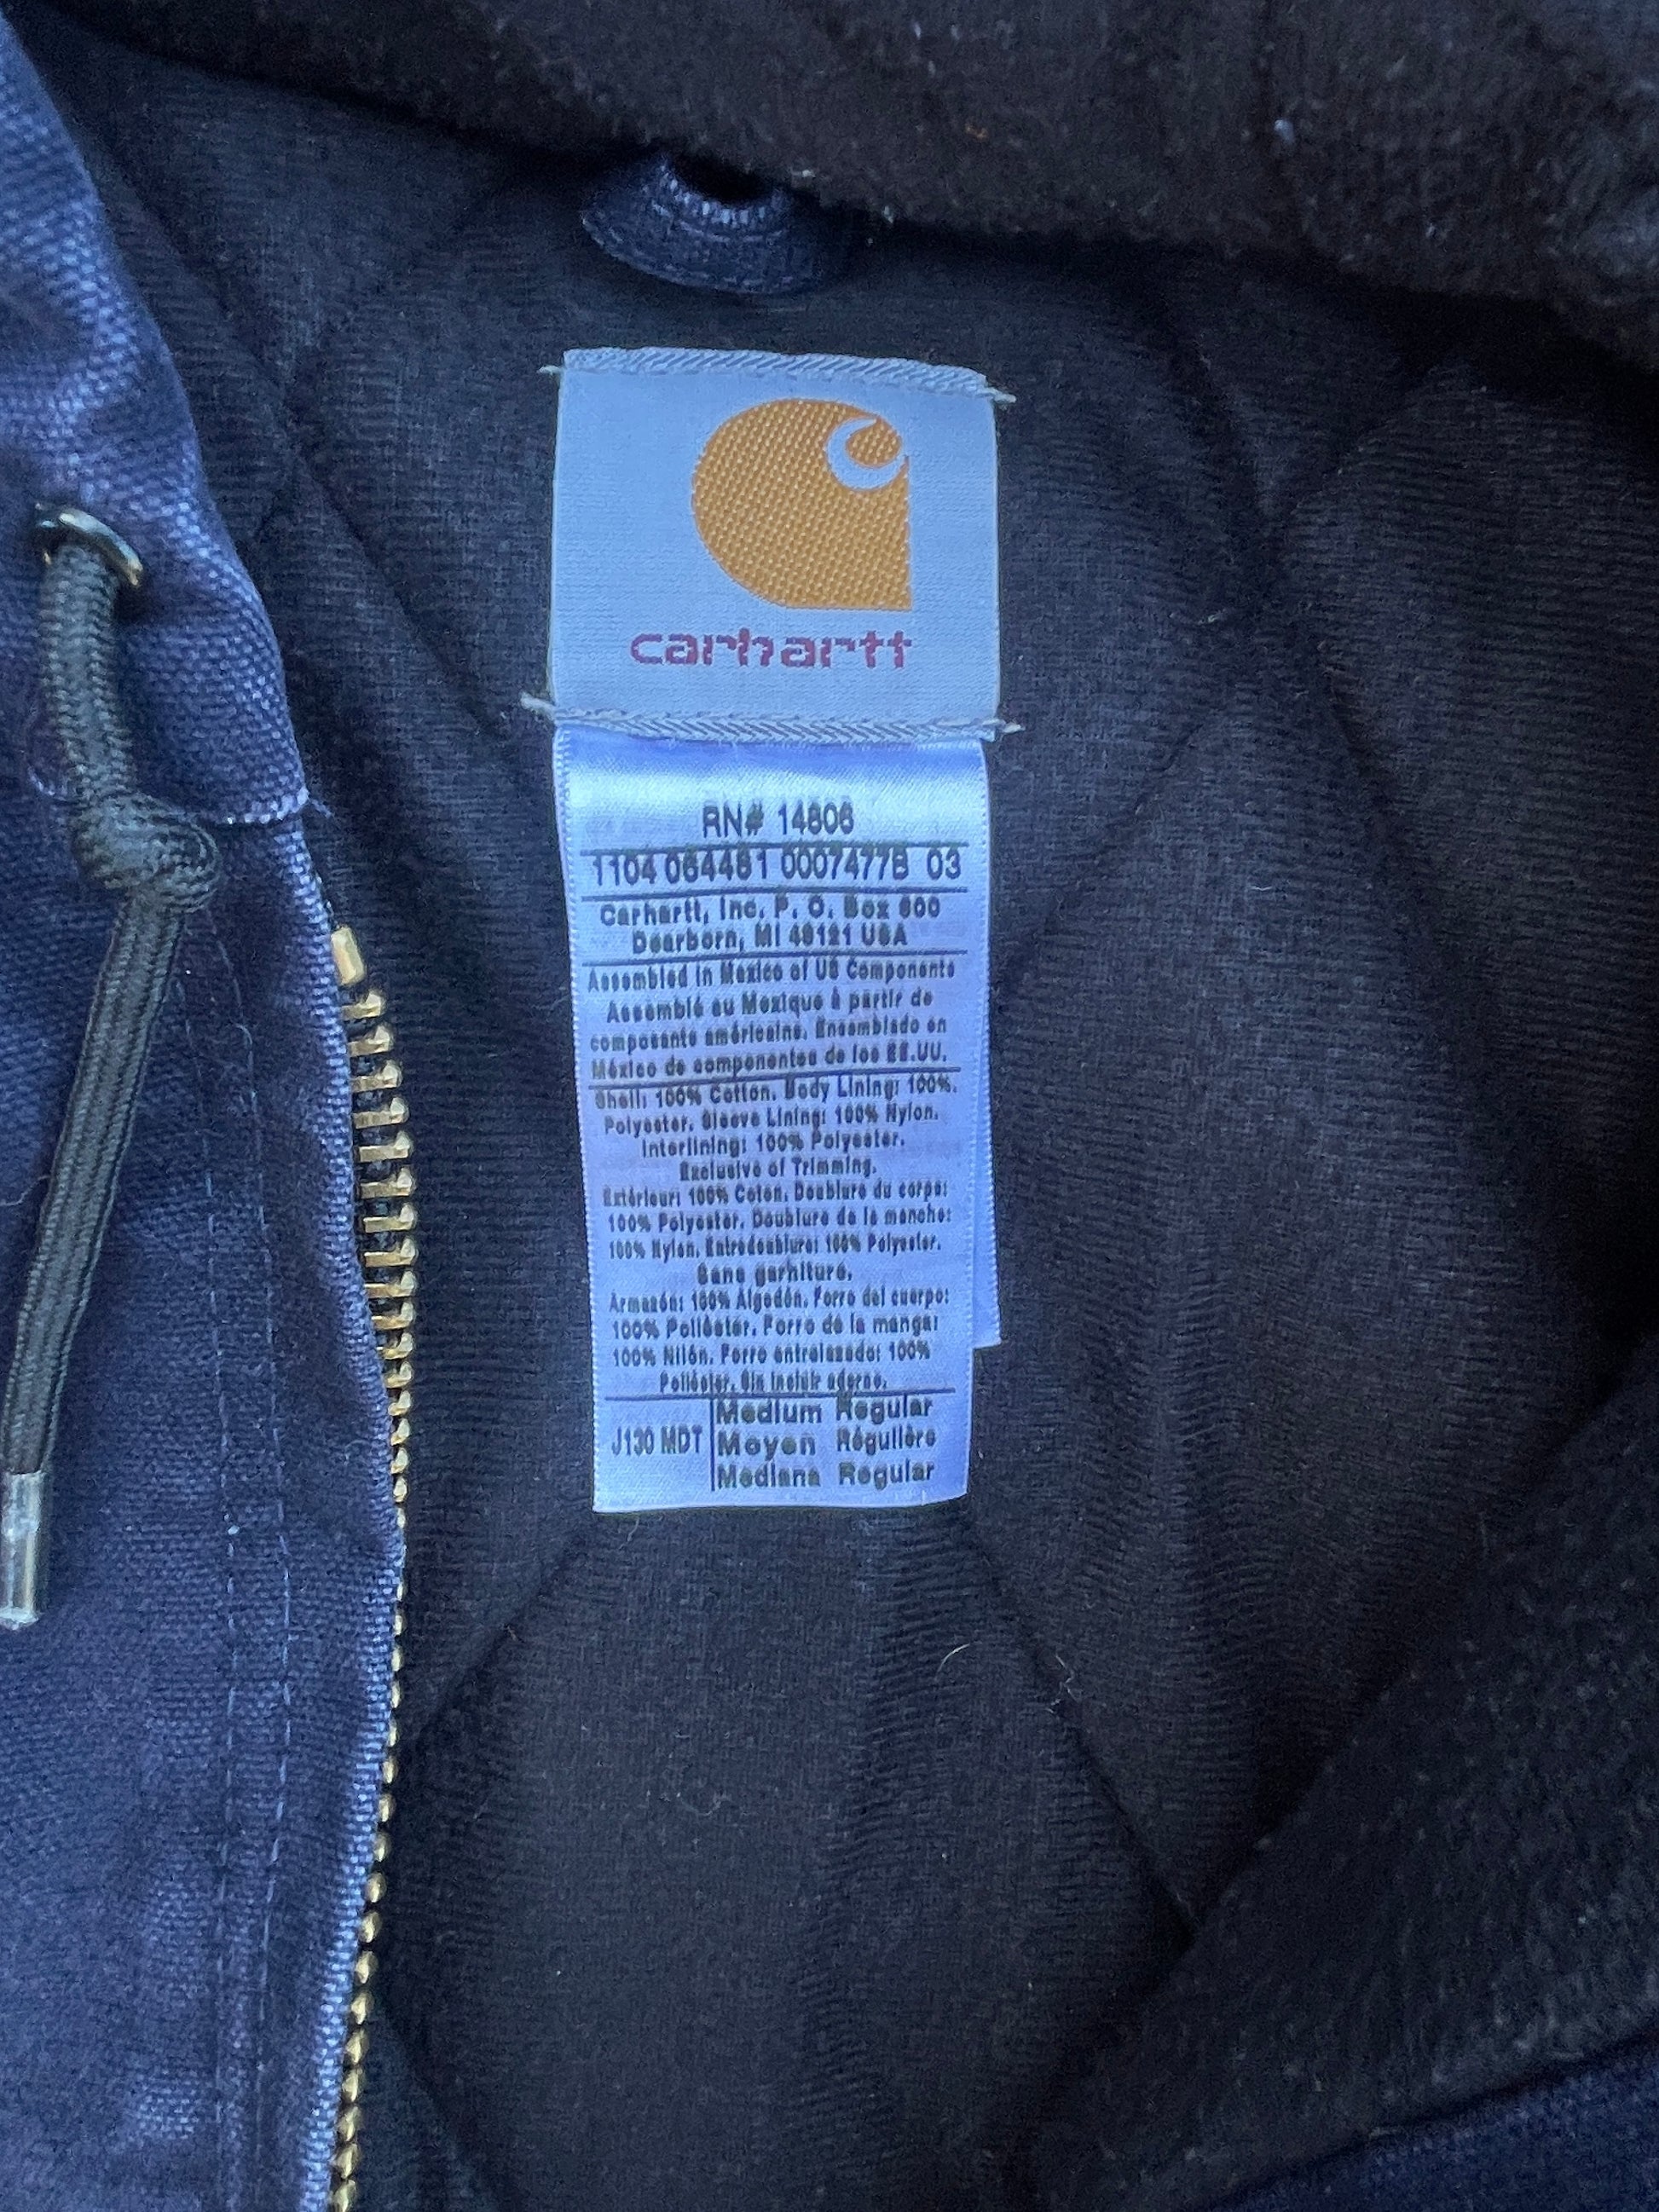 carhartt
RN# 14806
1104 064481 0007477B 03
Carhartt, Inc. P. O. Box 600
Dearborn, MI 48121 USA
Assembled in Mexico of US Components
Assemblé au Mexique à partir de
composants américains. Ensamblado en
México de componentes de los EE.UU.
Shell: 100% Cotton. Body Lining: 100%.
Polyester. Sleeve Lining: 100% Nylon.
Interlining: 100% Polyester.
Exclusive of Trimming.
Extérieur: 100% Coton. Doublure du corps:
100% Polyester. Doublure de la manche:
100% Nylon. Entredoublure: 100% Polyester.
Sans garniture.
Armazón: 100% Algodón. Forro del cuerpo:
100% Poliéster. Forro de la manga:
100% Nilón. Forro entrelazado: 100%
Poliéster. Sin incluir adorno.
J130 MDT
Medium Regular
Moyen Régulière
Mediana Regular